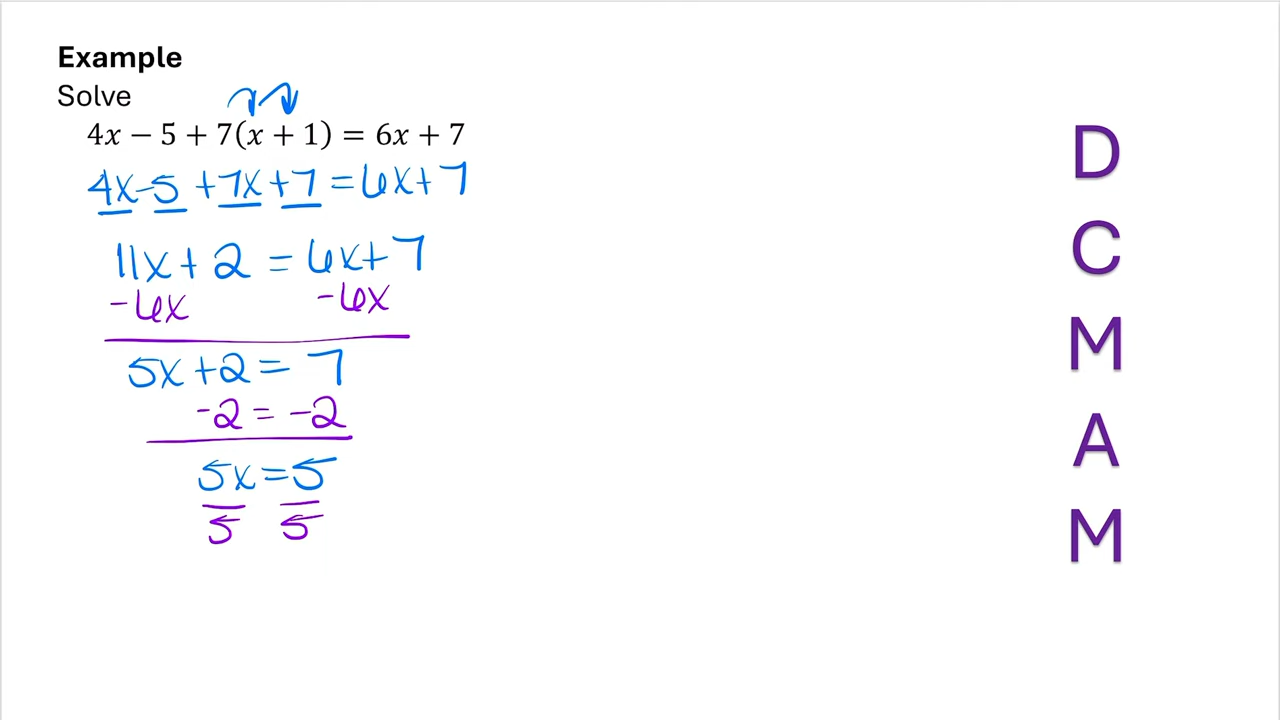 Example
Solve
4x − 5 + 7(x + 1) = 6x + 7
4x-5 +7x+7 = 6x+7
11x+2 = 6x+7
-6x -6x
5x+2 = 7
-2 = -2
5x=5
5 5
D
C
M
A
M